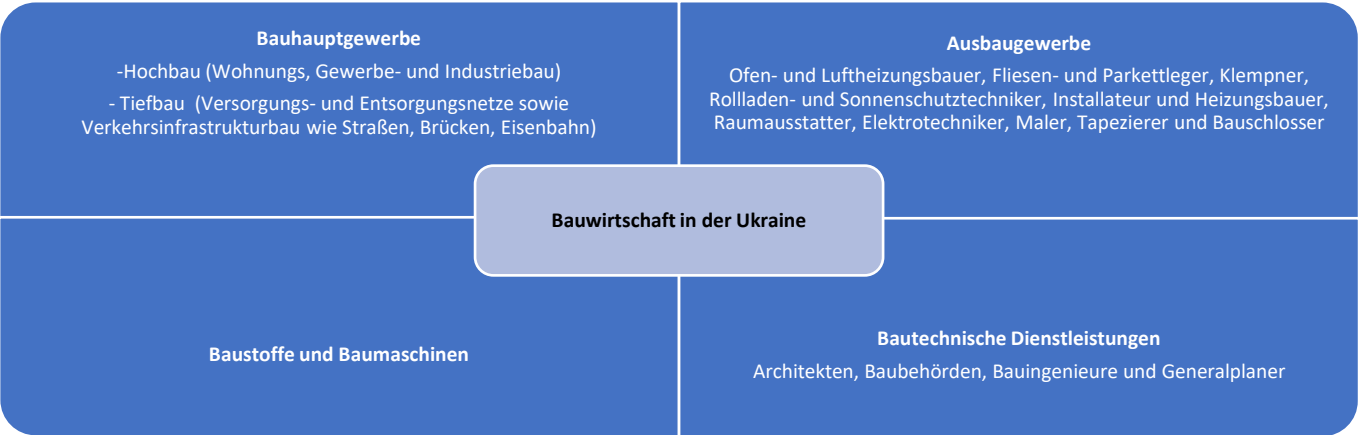 Bauhauptgewerbe
-Hochbau (Wohnungs, Gewerbe- und Industriebau)
- Tiefbau (Versorgungs- und Entsorgungsnetze sowie
Verkehrsinfrastrukturbau wie Straßen, Brücken, Eisenbahn)
Ausbaugewerbe
Ofen- und Luftheizungsbauer, Fliesen- und Parkettleger, Klempner,
Rollladen- und Sonnenschutztechniker, Installateur und Heizungsbauer,
Raumausstatter, Elektrotechniker, Maler, Tapezierer und Bauschlosser
Bauwirtschaft in der Ukraine
Baustoffe und Baumaschinen
Bautechnische Dienstleistungen
Architekten, Baubehörden, Bauingenieure und Generalplaner